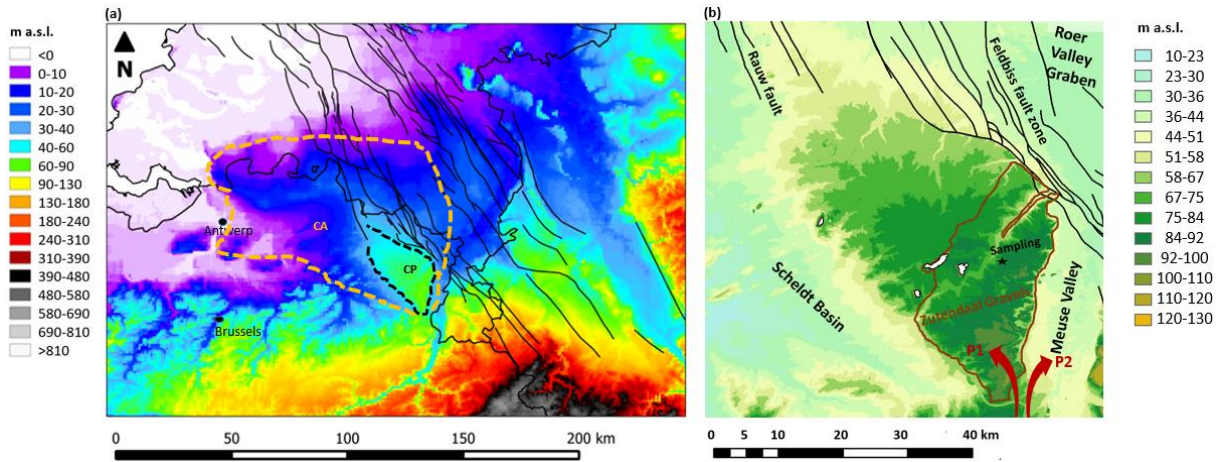 (a)
m a.s.l.
<0
0-10
10-20
20-30
30-40
40-60
60-90
90-130
130-180
180-240
240-310
310-390
390-480
480-580
580-690
690-810
>810
N
Antwerp
CA
CP
Brussels
0 50 100 150 200 km
(b)
Rauw fault
Feldbiss fault zone
Roer
Valley
Graben
Sampling
Scheldt Basin
Zutendaal Gravels
Meuse Valley
P1
P2
0 5 10 20 30 40 km
m a.s.l.
10-23
23-30
30-36
36-44
44-51
51-58
58-67
67-75
75-84
84-92
92-100
100-110
110-120
120-130